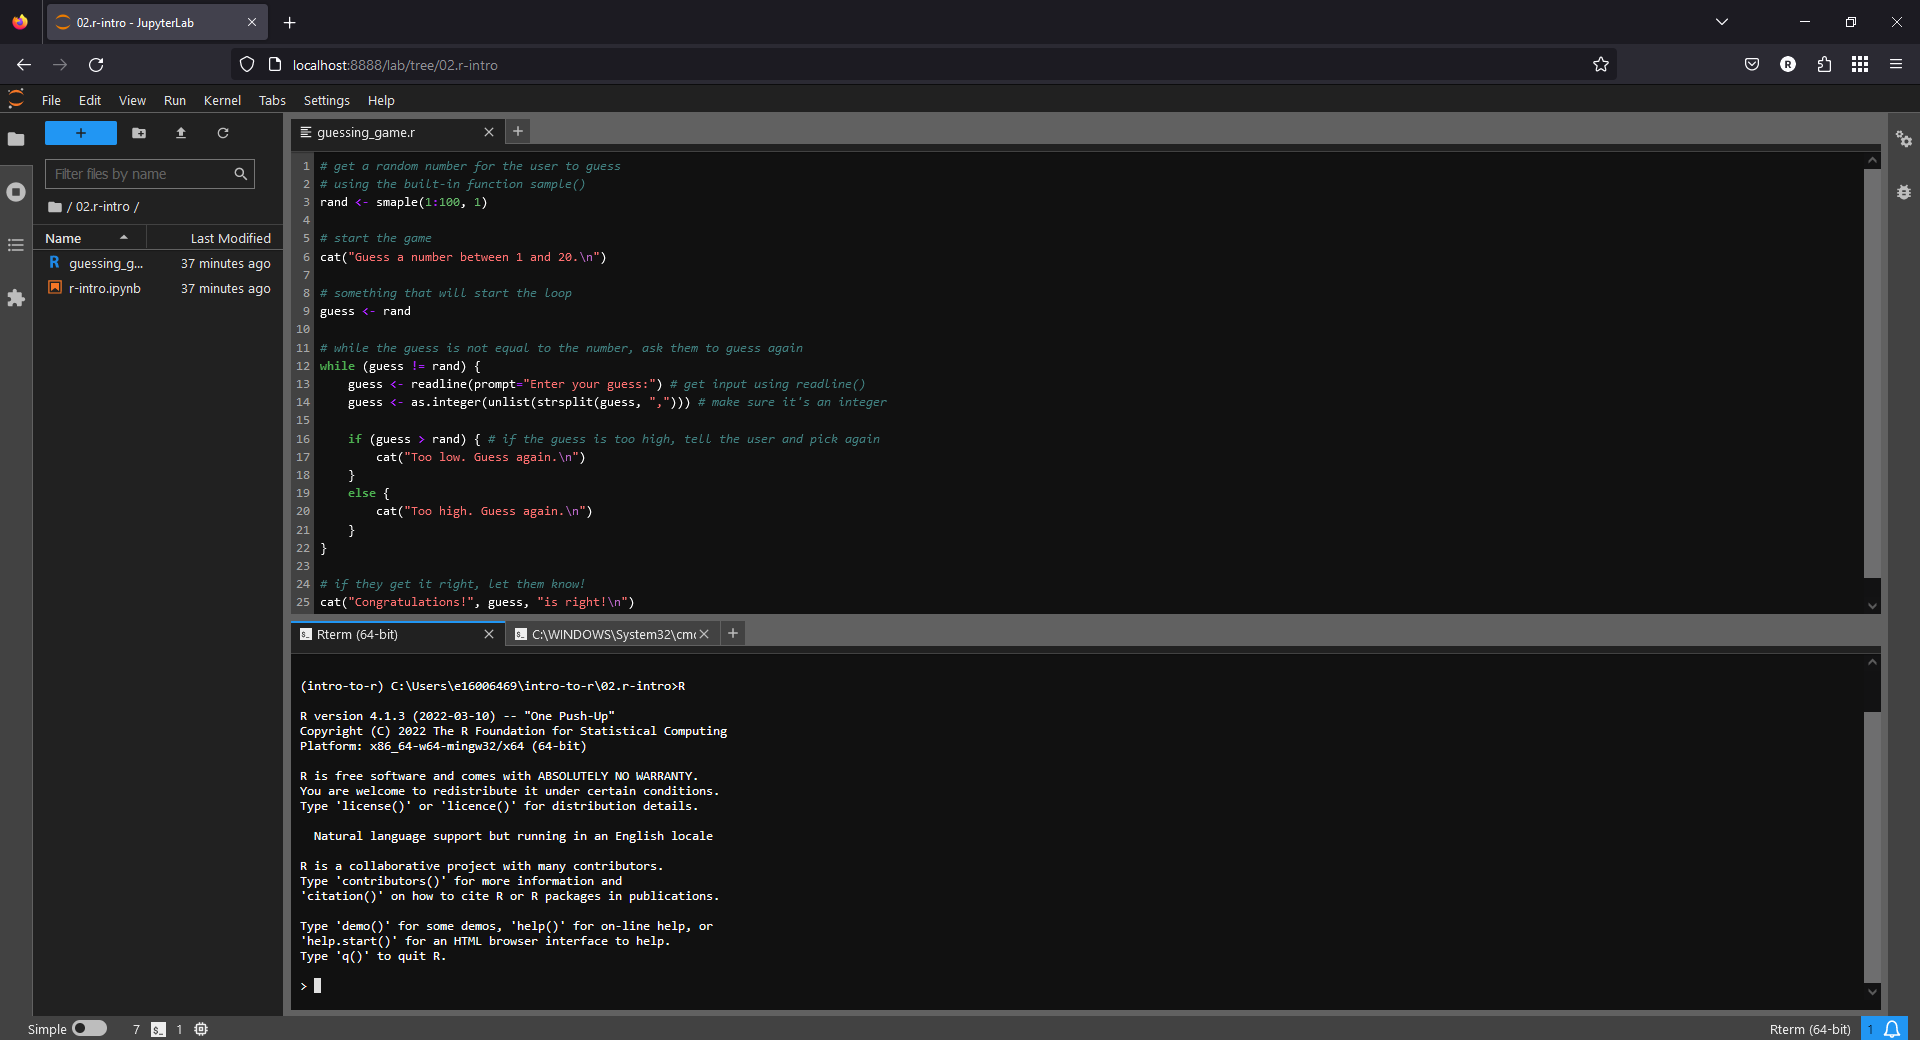 02.r-intro - JupyterLab
localhost:8888/lab/tree/02.r-intro
R
File Edit View Run Kernel Tabs Settings Help
guessing_game.r
Filter files by name
/ 02.r-intro /
Name Last Modified
R guessing_g... 37 minutes ago
r-intro.ipynb 37 minutes ago
1 # get a random number for the user to guess
2 # using the built-in function sample()
3 rand <- smaple(1:100, 1)
4
5 # start the game
6 cat("Guess a number between 1 and 20.\n")
7
8 # something that will start the loop
9 guess <- rand
10
11 # while the guess is not equal to the number, ask them to guess again
12 while (guess != rand) {
13     guess <- readline(prompt="Enter your guess:") # get input using readline()
14     guess <- as.integer(unlist(strsplit(guess, ","))) # make sure it's an integer
15
16     if (guess > rand) { # if the guess is too high, tell the user and pick again
17         cat("Too low. Guess again.\n")
18     }
19     else {
20         cat("Too high. Guess again.\n")
21     }
22 }
23
24 # if they get it right, let them know!
25 cat("Congratulations!", guess, "is right!\n")
Rterm (64-bit)
C:\WINDOWS\System32\cm
(intro-to-r) C:\Users\e16006469\intro-to-r\02.r-intro>R
R version 4.1.3 (2022-03-10) -- "One Push-Up"
Copyright (C) 2022 The R Foundation for Statistical Computing
Platform: x86_64-w64-mingw32/x64 (64-bit)
R is free software and comes with ABSOLUTELY NO WARRANTY.
You are welcome to redistribute it under certain conditions.
Type 'license()' or 'licence()' for distribution details.
  Natural language support but running in an English locale
R is a collaborative project with many contributors.
Type 'contributors()' for more information and
'citation()' on how to cite R or R packages in publications.
Type 'demo()' for some demos, 'help()' for on-line help, or
'help.start()' for an HTML browser interface to help.
Type 'q()' to quit R.
>
Simple 7 $_ 1
Rterm (64-bit) 1